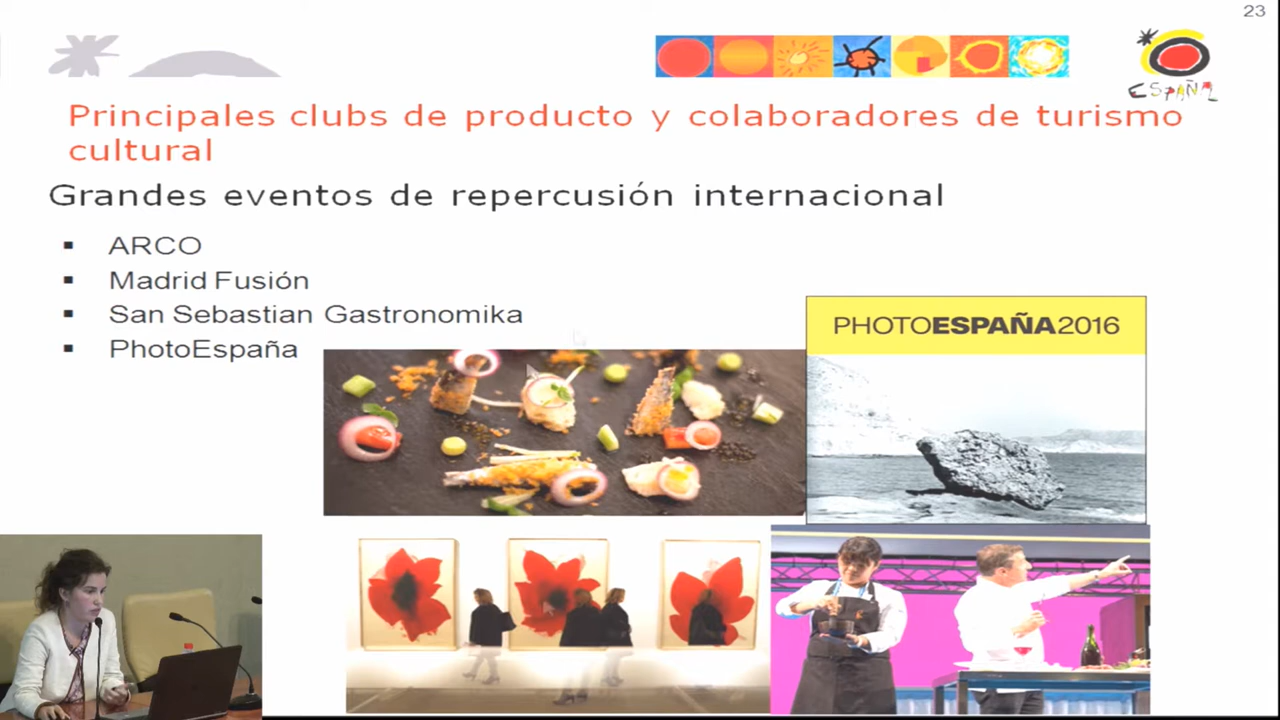 23
ESPAÑA
Principales clubs de producto y colaboradores de turismo
cultural
Grandes eventos de repercusión internacional
▪ ARCO
▪ Madrid Fusión
▪ San Sebastian Gastronomika
▪ PhotoEspaña
PHOTOESPAÑA2016